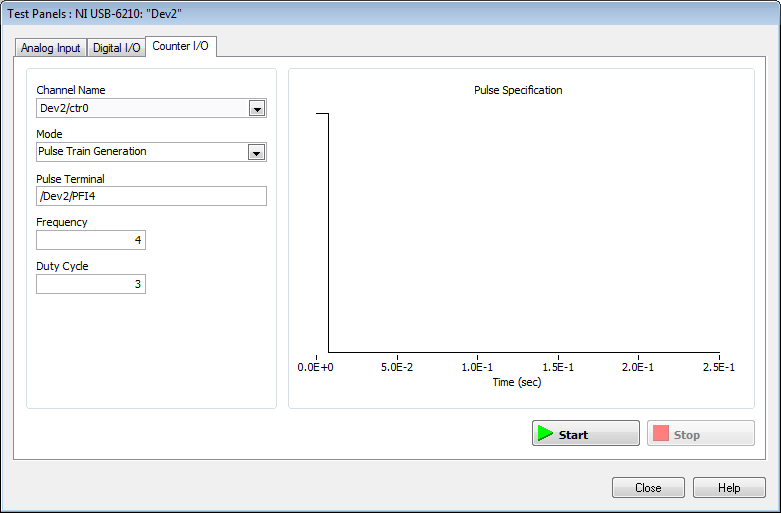 Test Panels : NI USB-6210: "Dev2"
Analog Input Digital I/O Counter I/O
Channel Name
Dev2/ctr0
Mode
Pulse Train Generation
Pulse Terminal
/Dev2/PFI4
Frequency
4
Duty Cycle
3
Pulse Specification
0.0E+0 5.0E-2 1.0E-1 1.5E-1 2.0E-1 2.5E-1
Time (sec)
Start Stop
Close Help